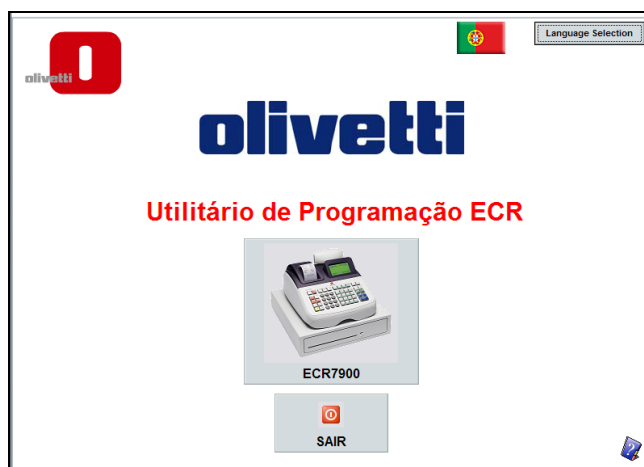 Language Selection
olivetti
olivetti
Utilitário de Programação ECR
ECR7900
SAIR